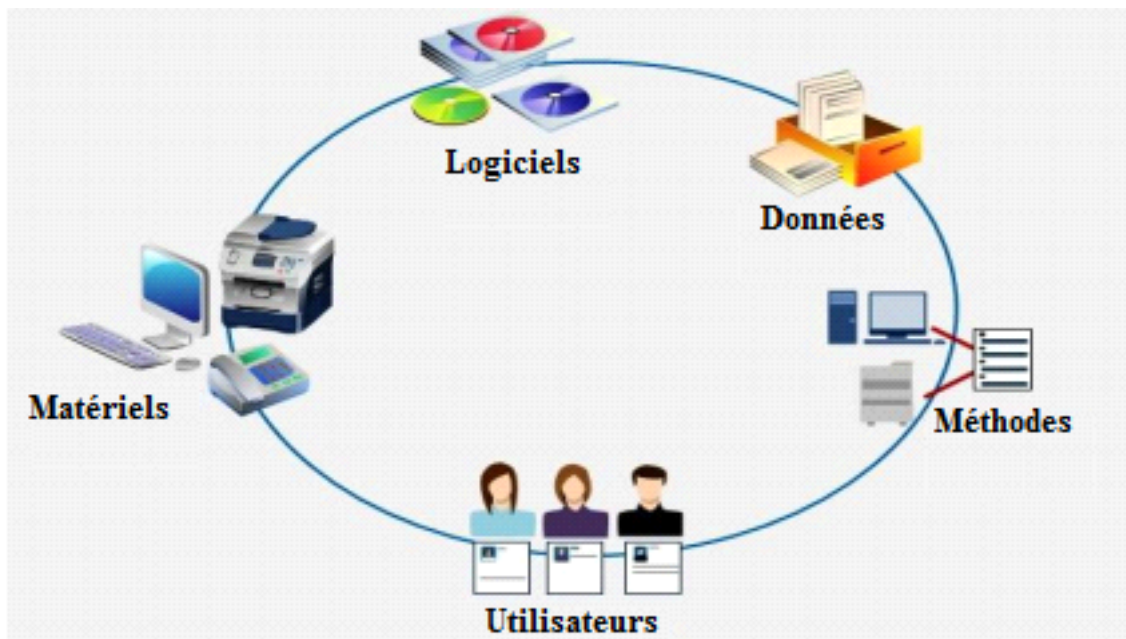 Logiciels
Données
Matériels
Méthodes
Utilisateurs